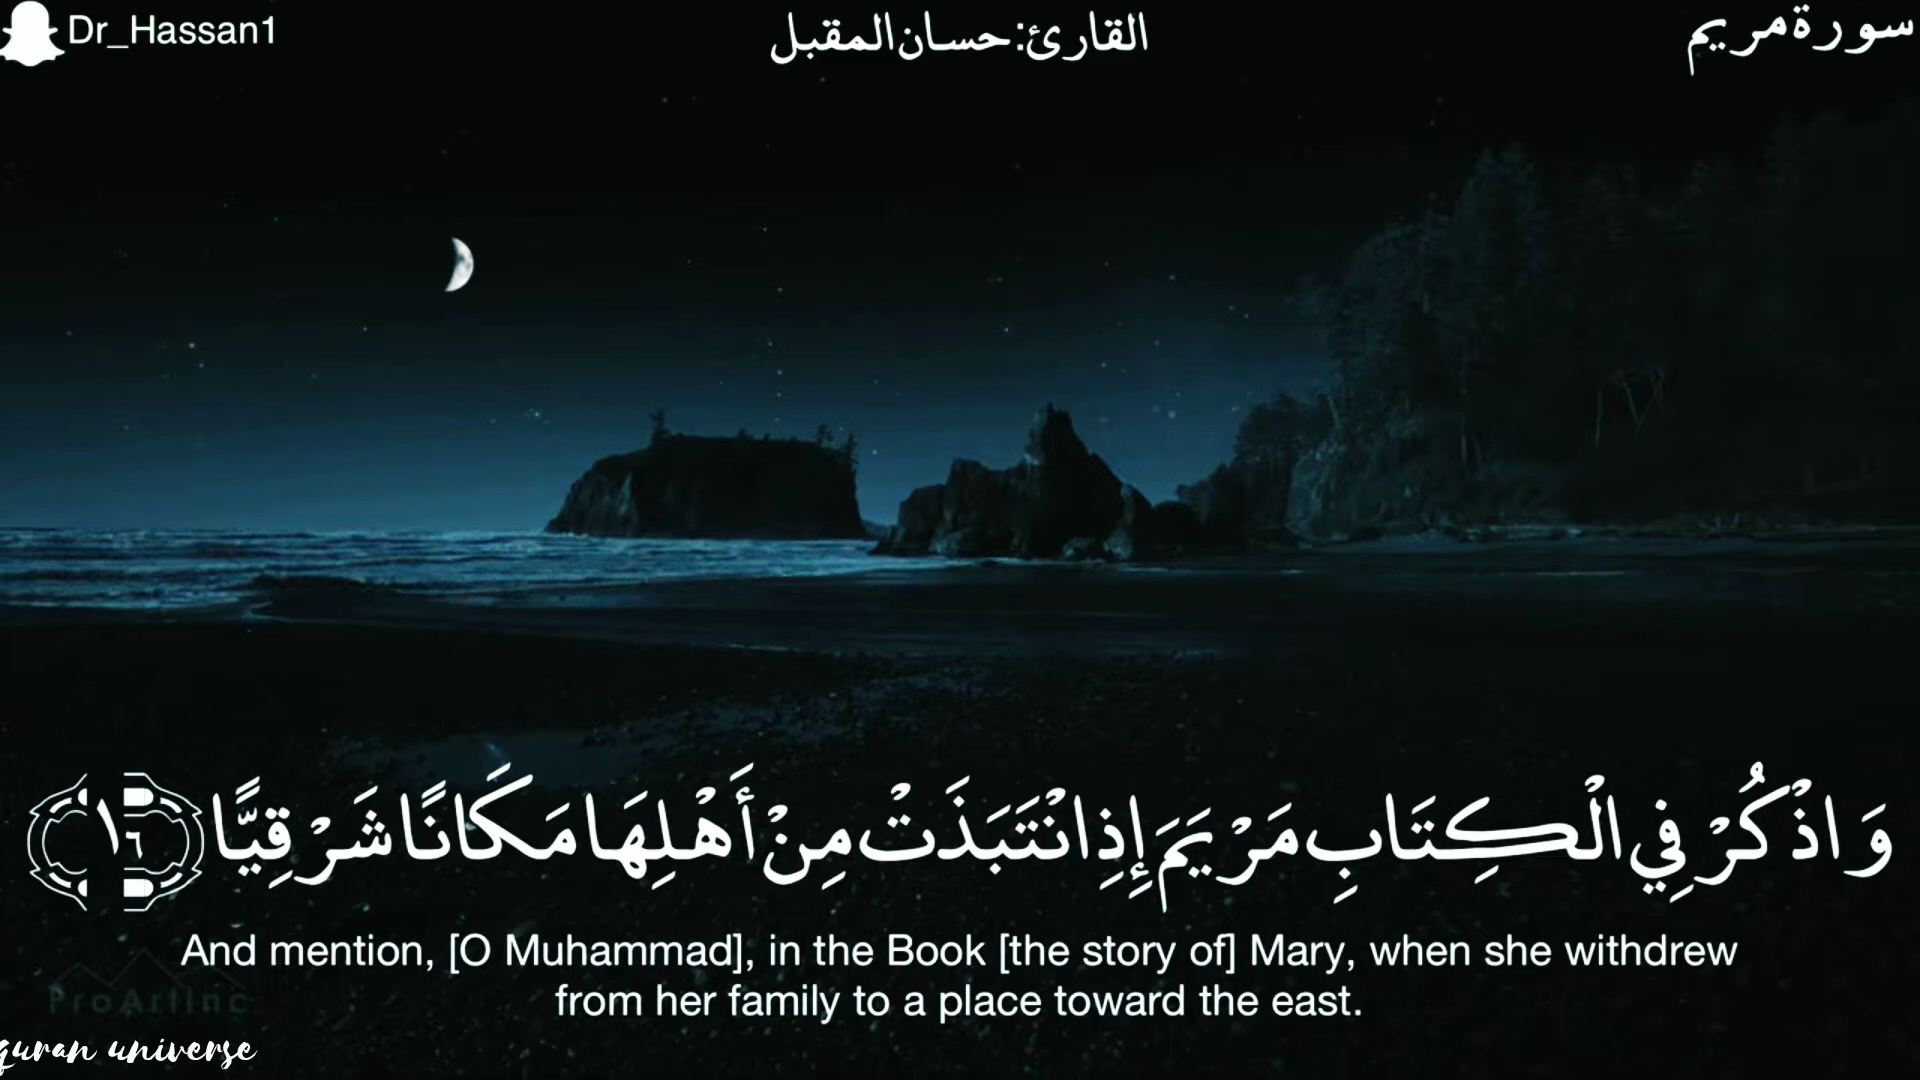 Dr_Hassan1
القارئ: حسان المقبل
سورة مريم
وَاذْكُرْ فِي الْكِتَابِ مَرْيَمَ إِذِ انْتَبَذَتْ مِنْ أَهْلِهَا مَكَانًا شَرْقِيًّا ١٦
And mention, [O Muhammad], in the Book [the story of] Mary, when she withdrew
from her family to a place toward the east.
ProArtInc
quran universe